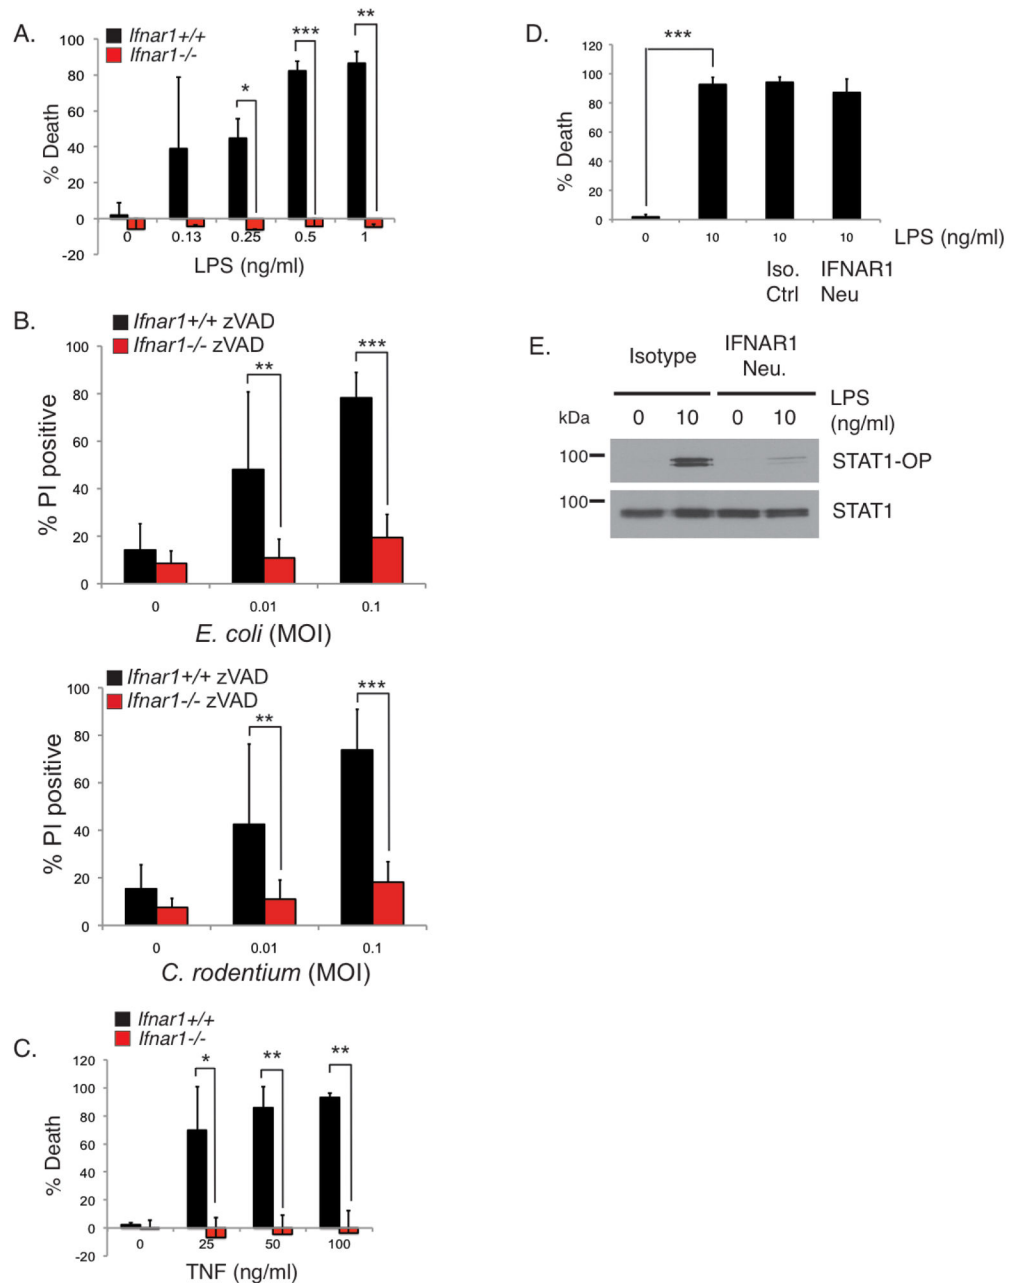 A.
Ifnar1+/+
Ifnar1-/-
% Death
100
80
60
40
20
0
-20
*
***
**
0 0.13 0.25 0.5 1
LPS (ng/ml)
B.
Ifnar1+/+ zVAD
Ifnar1-/- zVAD
% PI positive
100
80
60
40
20
0
**
***
0 0.01 0.1
E. coli (MOI)
Ifnar1+/+ zVAD
Ifnar1-/- zVAD
% PI positive
100
80
60
40
20
0
**
***
0 0.01 0.1
C. rodentium (MOI)
C.
Ifnar1+/+
Ifnar1-/-
% Death
120
100
80
60
40
20
0
-20
*
**
**
0 25 50 100
TNF (ng/ml)
D.
% Death
120
100
80
60
40
20
0
***
0 10 10 10 LPS (ng/ml)
Iso. IFNAR1
Ctrl Neu
E.
Isotype IFNAR1
Neu.
LPS
kDa 0 10 0 10 (ng/ml)
100 STAT1-OP
100 STAT1